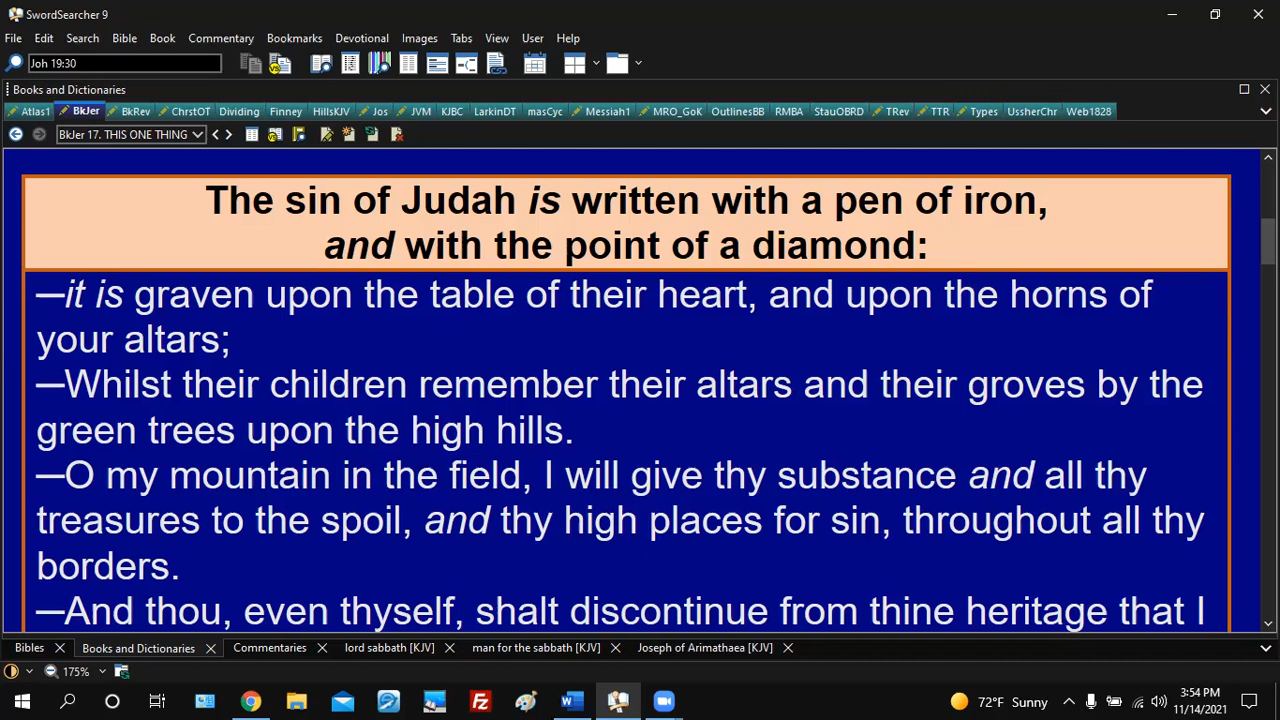 SwordSearcher 9
File Edit Search Bible Book Commentary Bookmarks Devotional Images Tabs View User Help
Joh 19:30
Books and Dictionaries
Atlas1 BkJer BkRev ChrstOT Dividing Finney HillsKJV Jos JVM KJBC LarkinDT masCyc Messiah1 MRO_GoK OutlinesBB RMBA StauOBRD TRev TTR Types UssherChr Web1828
BkJer 17. THIS ONE THING
The sin of Judah is written with a pen of iron,
and with the point of a diamond:
—it is graven upon the table of their heart, and upon the horns of
your altars;
—Whilst their children remember their altars and their groves by the
green trees upon the high hills.
—O my mountain in the field, I will give thy substance and all thy
treasures to the spoil, and thy high places for sin, throughout all thy
borders.
—And thou, even thyself, shalt discontinue from thine heritage that I
Bibles Books and Dictionaries Commentaries lord sabbath [KJV] man for the sabbath [KJV] Joseph of Arimathaea [KJV]
175%
72°F Sunny 3:54 PM
11/14/2021